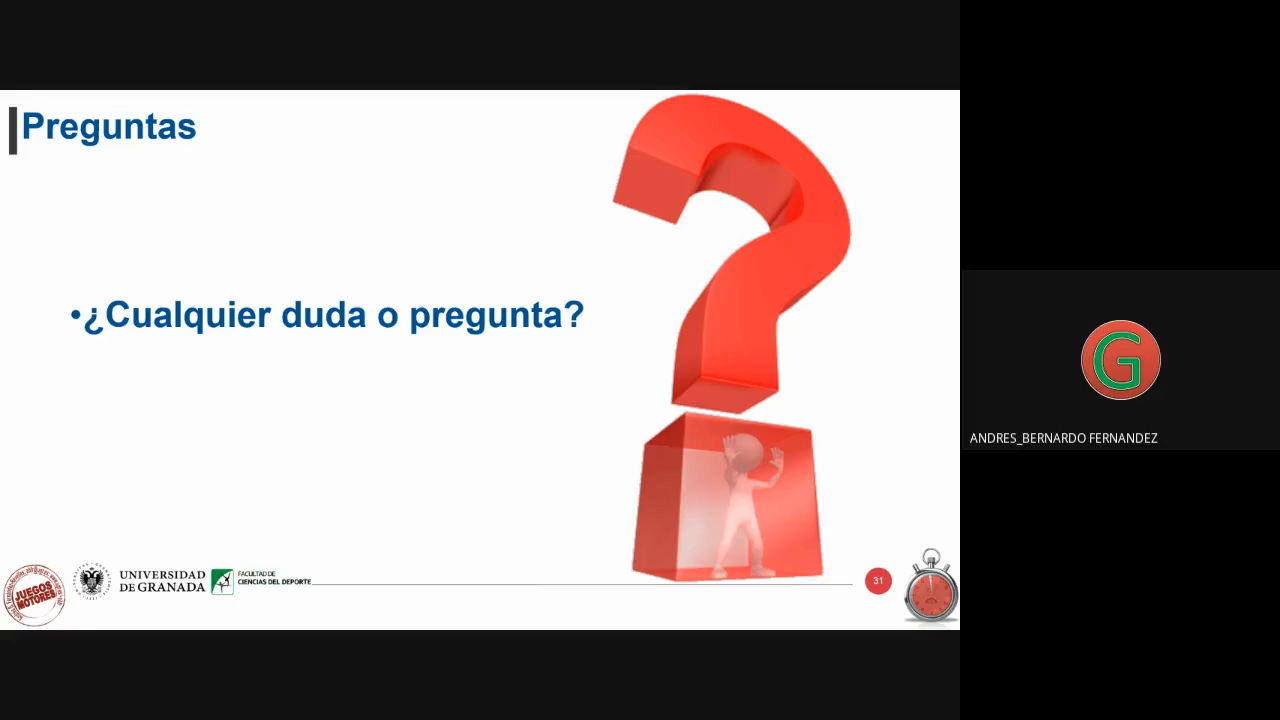 Preguntas
•¿Cualquier duda o pregunta?
JUEGOS
MOTORES
UNIVERSIDAD
DE GRANADA
FACULTAD DE
CIENCIAS DEL DEPORTE
31
G
ANDRES_BERNARDO FERNANDEZ